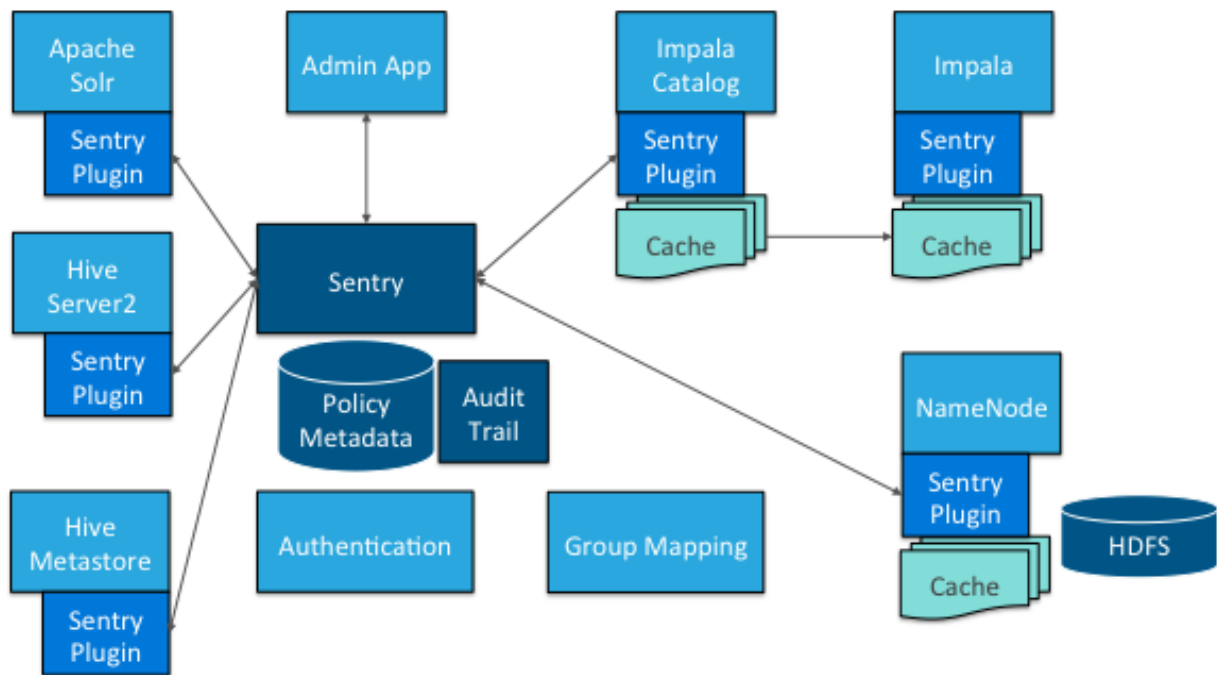 Apache
Solr
Sentry
Plugin
Admin App
Impala
Catalog
Sentry
Plugin
Cache
Impala
Sentry
Plugin
Cache
Hive
Server2
Sentry
Plugin
Sentry
Policy
Metadata
Audit
Trail
NameNode
Sentry
Plugin
Cache
HDFS
Hive
Metastore
Sentry
Plugin
Authentication
Group Mapping